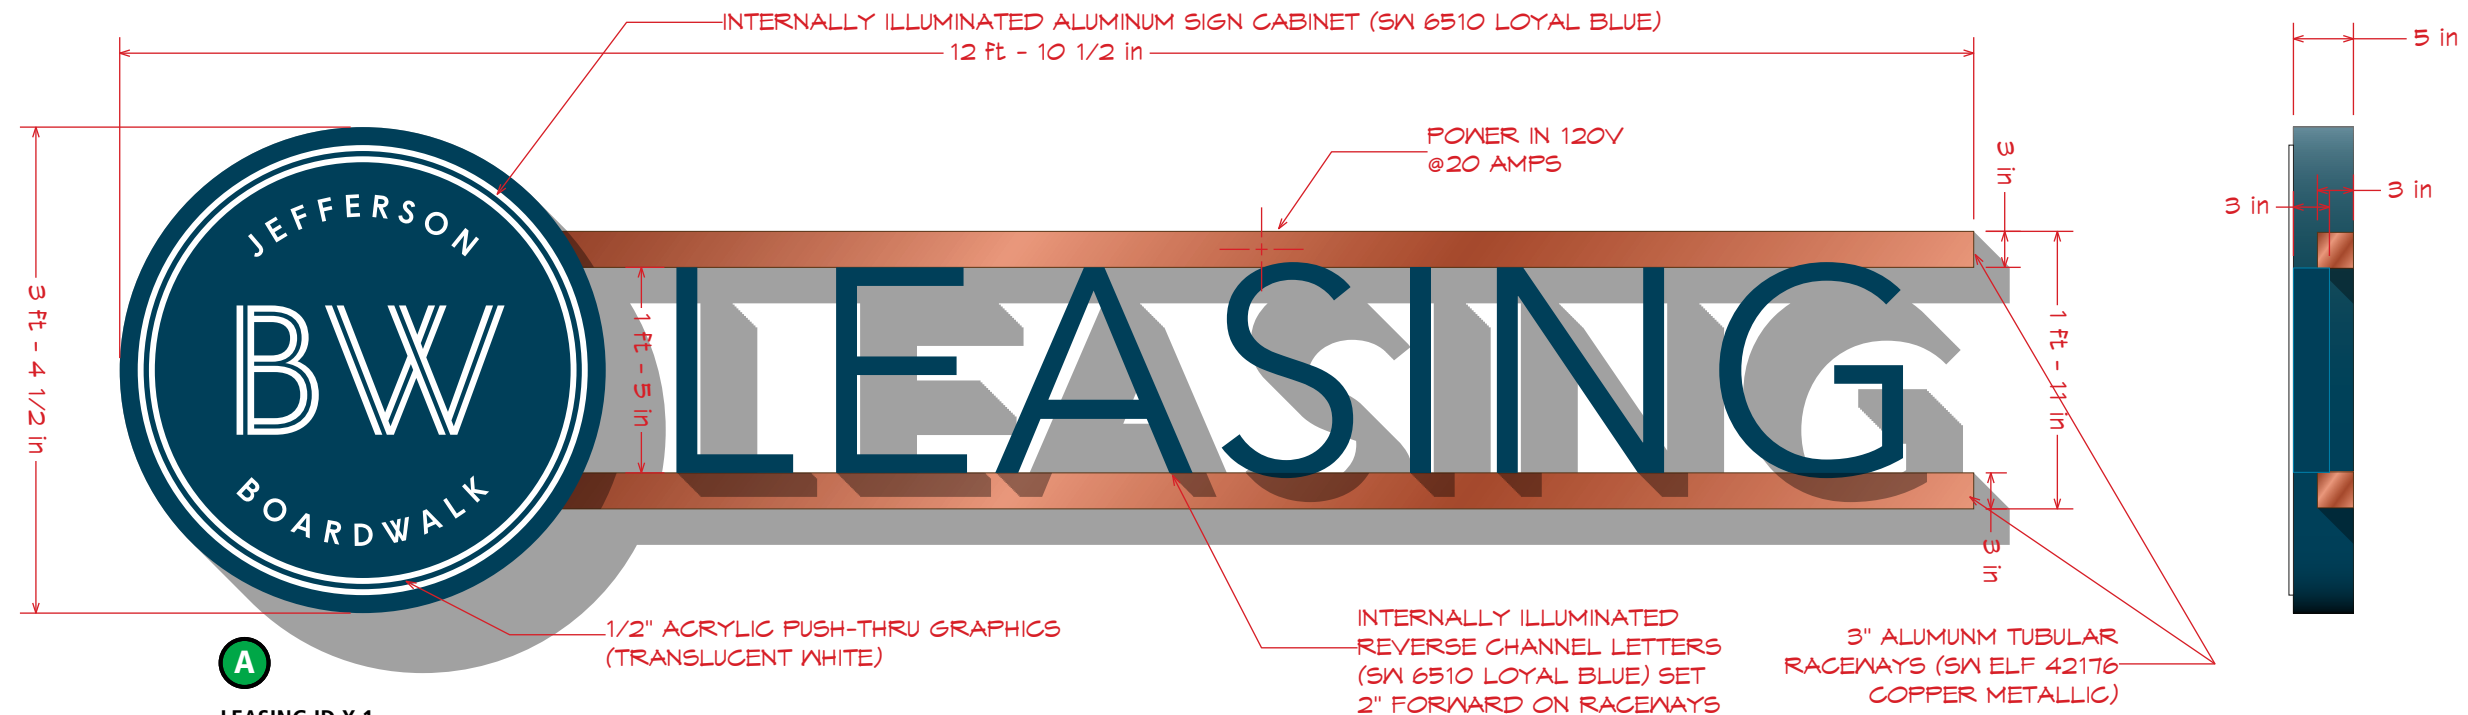 INTERNALLY ILLUMINATED ALUMINUM SIGN CABINET (SW 6510 LOYAL BLUE)
12 ft - 10 1/2 in
5 in
POWER IN 120V
@20 AMPS
3 in
3 in
3 in
JEFFERSON
BW
BOARDWALK
LEASING
3 ft - 4 1/2 in
1 ft - 5 in
1 ft - 11 in
3 in
1/2" ACRYLIC PUSH-THRU GRAPHICS
(TRANSLUCENT WHITE)
INTERNALLY ILLUMINATED
REVERSE CHANNEL LETTERS
(SW 6510 LOYAL BLUE) SET
2" FORWARD ON RACEWAYS
3" ALUMUNM TUBULAR
RACEWAYS (SW ELF 42176
COPPER METALLIC)
A
LEASING ID X 1